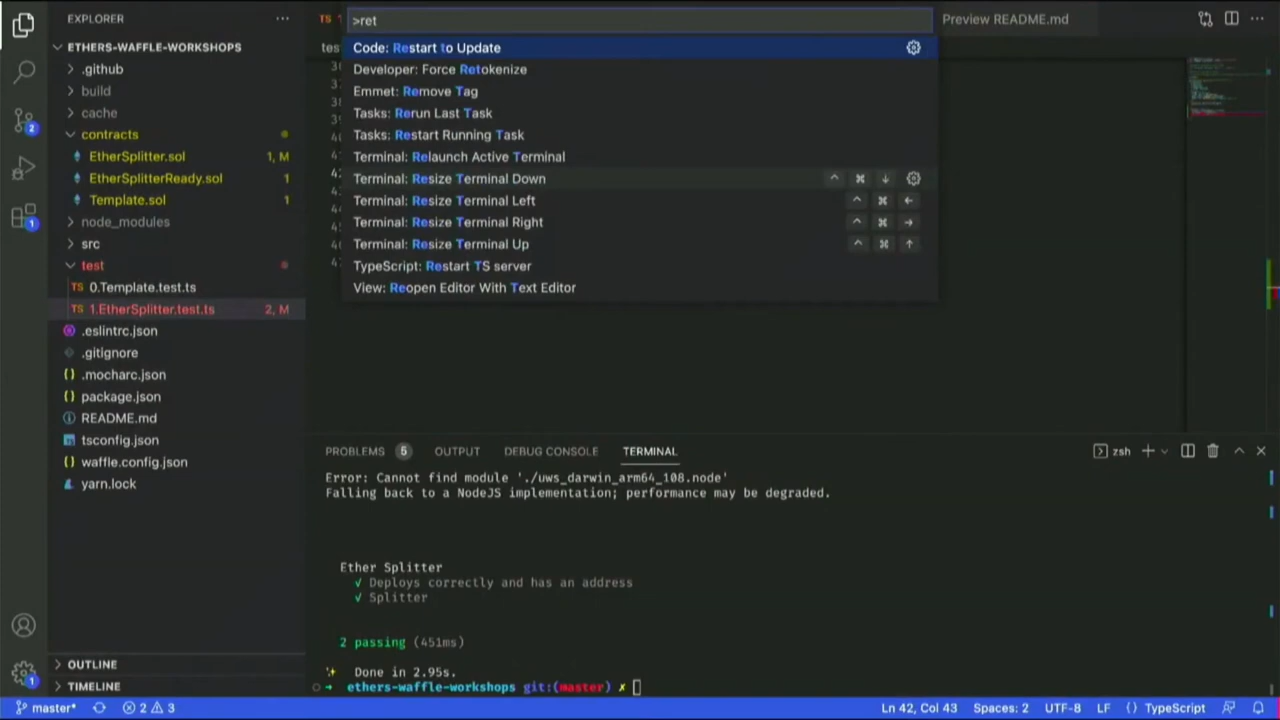 EXPLORER
ETHERS-WAFFLE-WORKSHOPS
.github
build
cache
contracts
EtherSplitter.sol 1, M
EtherSplitterReady.sol 1
Template.sol 1
node_modules
src
test
TS 0.Template.test.ts
TS 1.EtherSplitter.test.ts 2, M
.eslintrc.json
.gitignore
{} .mocharc.json
{} package.json
README.md
tsconfig.json
{} waffle.config.json
yarn.lock
OUTLINE
TIMELINE
2
1
1
TS
Preview README.md
>ret
Code: Restart to Update
Developer: Force Retokenize
Emmet: Remove Tag
Tasks: Rerun Last Task
Tasks: Restart Running Task
Terminal: Relaunch Active Terminal
Terminal: Resize Terminal Down ⌃ ⌘ ↓
Terminal: Resize Terminal Left ⌃ ⌘ ←
Terminal: Resize Terminal Right ⌃ ⌘ →
Terminal: Resize Terminal Up ⌃ ⌘ ↑
TypeScript: Restart TS server
View: Reopen Editor With Text Editor
PROBLEMS 5 OUTPUT DEBUG CONSOLE TERMINAL zsh
Error: Cannot find module './uws_darwin_arm64_108.node'
Falling back to a NodeJS implementation; performance may be degraded.
Ether Splitter
√ Deploys correctly and has an address
√ Splitter
2 passing (451ms)
✨ Done in 2.95s.
→ ethers-waffle-workshops git:(master) ✗
master* 2 3 Ln 42, Col 43 Spaces: 2 UTF-8 LF {} TypeScript